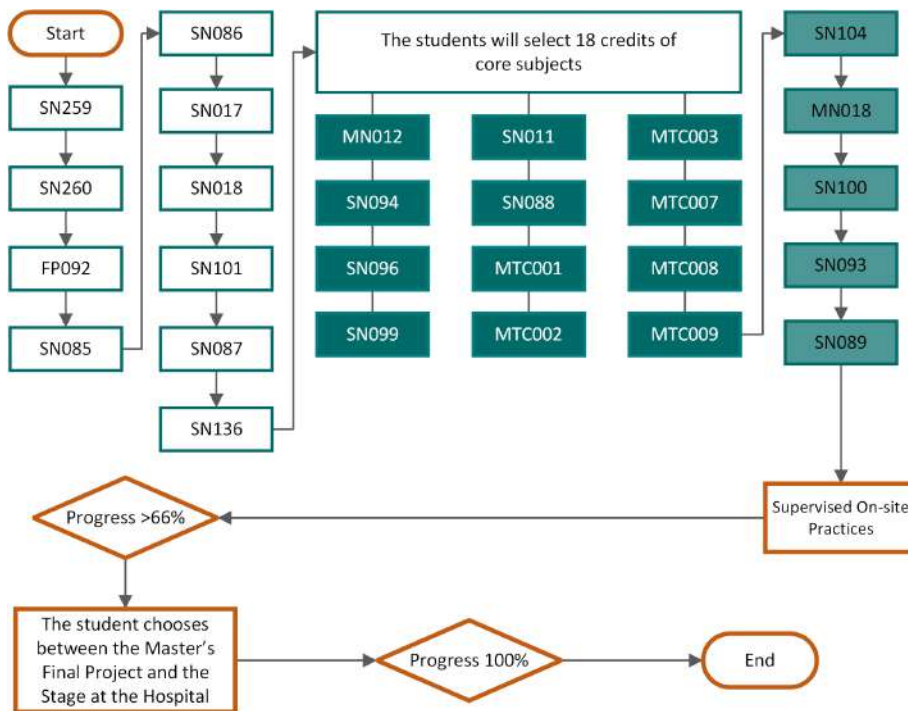 Start
SN259
SN260
FP092
SN085
SN086
SN017
SN018
SN101
SN087
SN136
The students will select 18 credits of
core subjects
MN012
SN094
SN096
SN099
SN011
SN088
MTC001
MTC002
MTC003
MTC007
MTC008
MTC009
SN104
MN018
SN100
SN093
SN089
Supervised On-site
Practices
Progress >66%
The student chooses
between the Master's
Final Project and the
Stage at the Hospital
Progress 100%
End